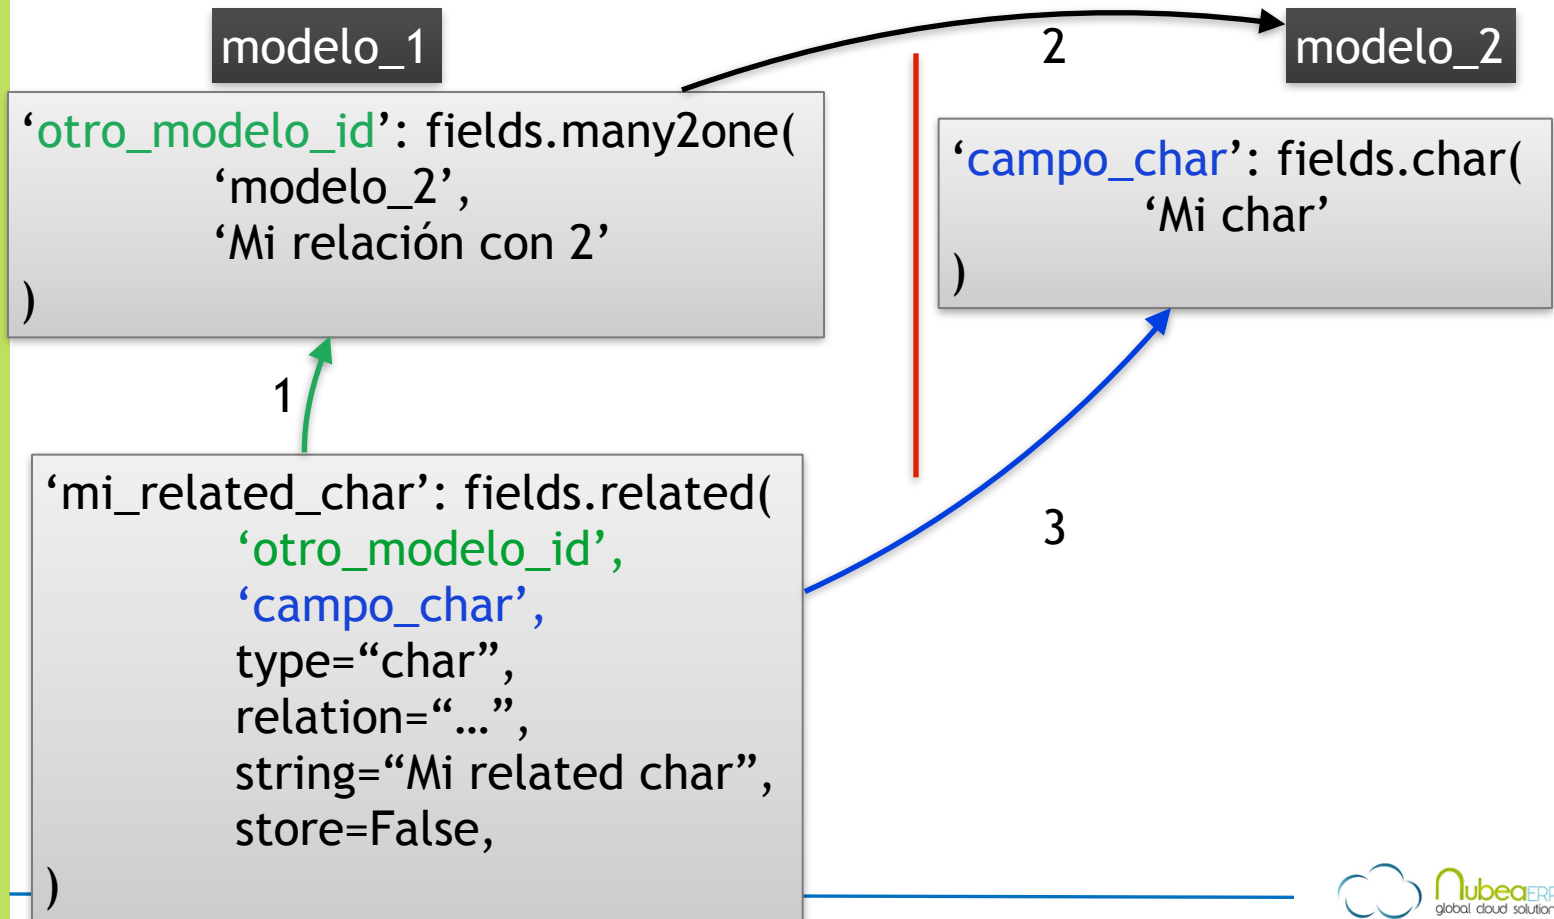 modelo_1
2
modelo_2
‘otro_modelo_id’: fields.many2one(
‘modelo_2’,
‘Mi relación con 2’
)
‘campo_char’: fields.char(
‘Mi char’
)
1
‘mi_related_char’: fields.related(
‘otro_modelo_id’,
‘campo_char’,
type=“char”,
relation=“…”,
string=“Mi related char”,
store=False,
)
3
NubeaERP
global cloud solution